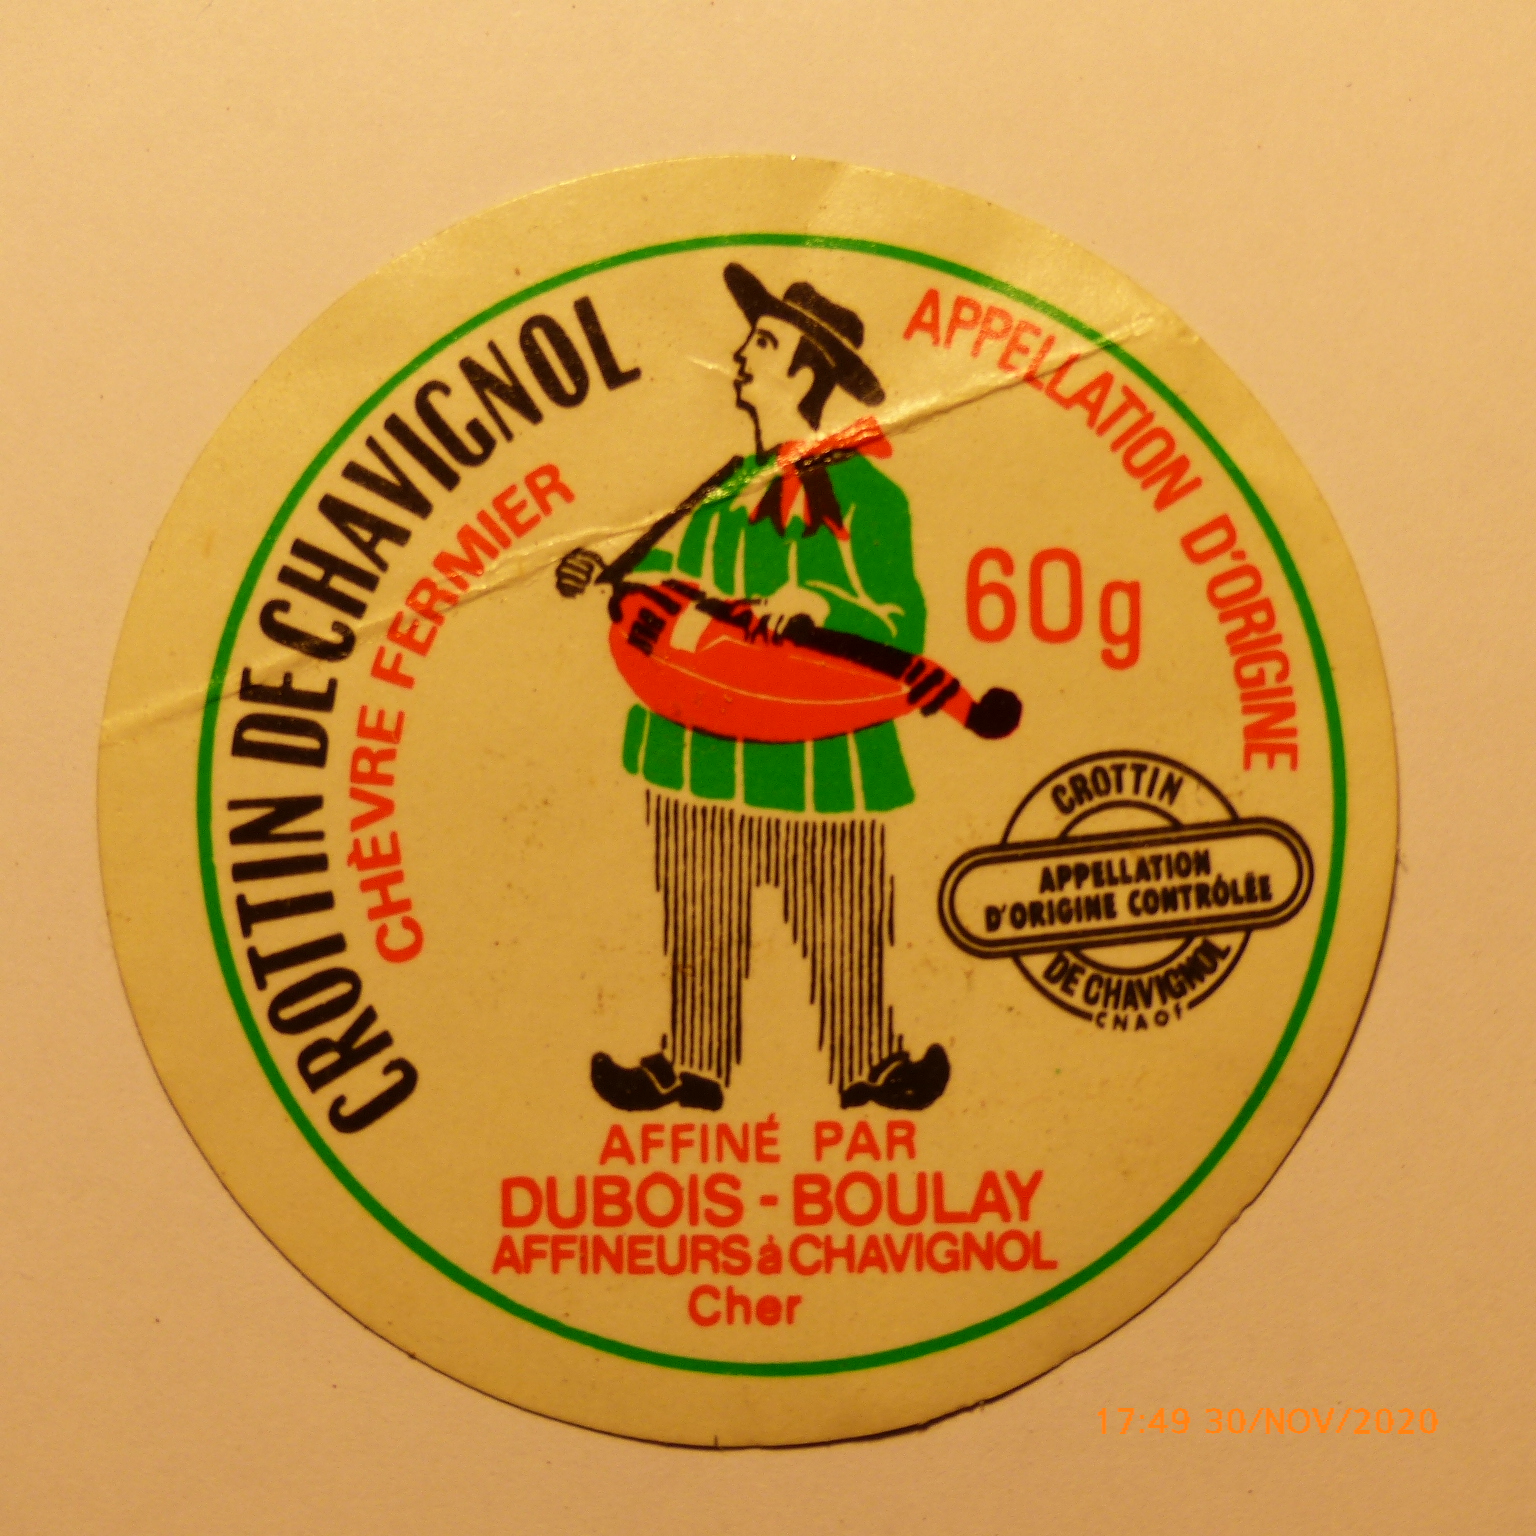 CROTTIN DE CHAVIGNOL
CHÈVRE FERMIER
APPELLATION D'ORIGINE
60g
CROTTIN
APPELLATION
D'ORIGINE CONTRÔLÉE
DE CHAVIGNOL
CNAOF
AFFINÉ PAR
DUBOIS - BOULAY
AFFINEURS à CHAVIGNOL
Cher
17:49 30/NOV/2020